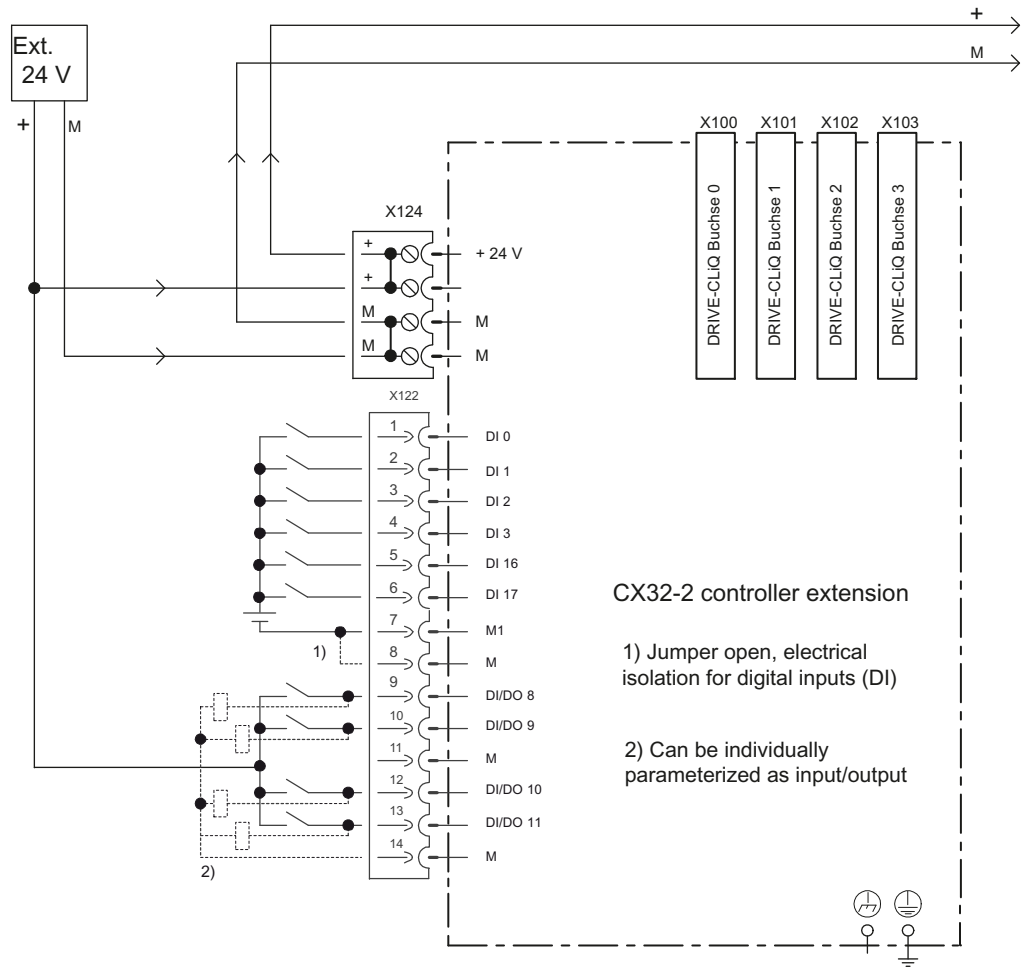 +
M
Ext.
24 V
+
M
X100
X101
X102
X103
DRIVE-CLiQ Buchse 0
DRIVE-CLiQ Buchse 1
DRIVE-CLiQ Buchse 2
DRIVE-CLiQ Buchse 3
X124
+
+ 24 V
+
M
M
M
M
X122
1
DI 0
2
DI 1
3
DI 2
4
DI 3
5
DI 16
6
DI 17
7
M1
1)
8
M
9
DI/DO 8
10
DI/DO 9
11
M
12
DI/DO 10
13
DI/DO 11
14
M
2)
CX32-2 controller extension
1) Jumper open, electrical
isolation for digital inputs (DI)
2) Can be individually
parameterized as input/output